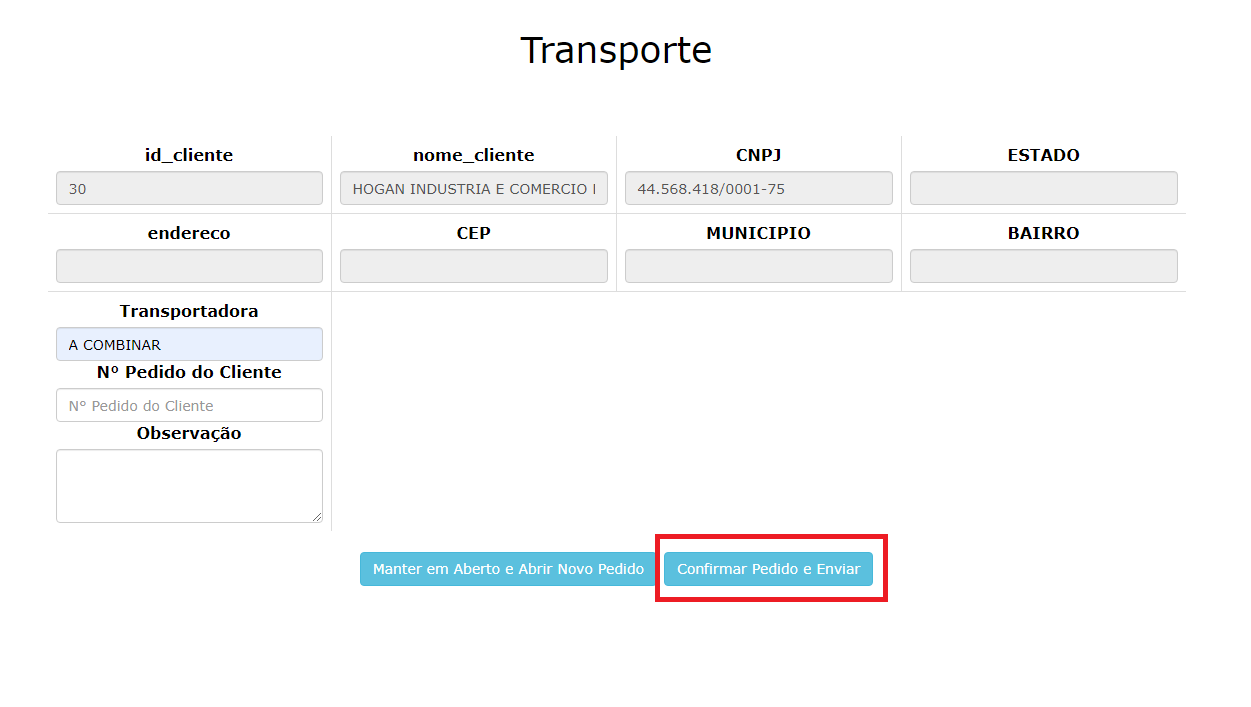 Transporte
id_cliente nome_cliente CNPJ ESTADO
30 HOGAN INDUSTRIA E COMERCIO 44.568.418/0001-75
endereco CEP MUNICIPIO BAIRRO
Transportadora
A COMBINAR
Nº Pedido do Cliente
Nº Pedido do Cliente
Observação
Manter em Aberto e Abrir Novo Pedido Confirmar Pedido e Enviar